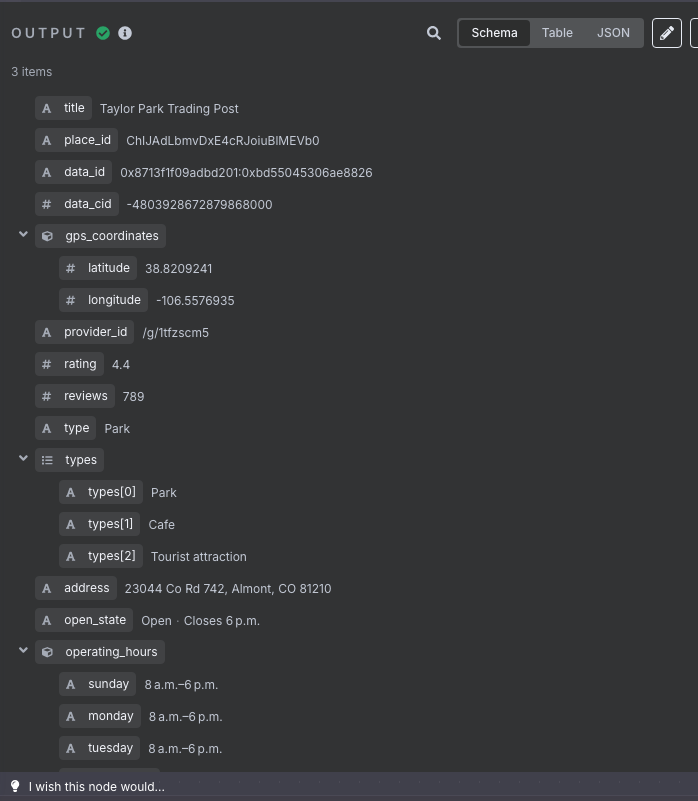 OUTPUT
Schema Table JSON
3 items
A title Taylor Park Trading Post
A place_id ChIJAdLbmvDxE4cRJoiuBlMEVb0
A data_id 0x8713f1f09adbd201:0xbd55045306ae8826
# data_cid -4803928672879868000
gps_coordinates
# latitude 38.8209241
# longitude -106.5576935
A provider_id /g/1tfzscm5
# rating 4.4
# reviews 789
A type Park
types
A types[0] Park
A types[1] Cafe
A types[2] Tourist attraction
A address 23044 Co Rd 742, Almont, CO 81210
A open_state Open · Closes 6 p.m.
operating_hours
A sunday 8 a.m.–6 p.m.
A monday 8 a.m.–6 p.m.
A tuesday 8 a.m.–6 p.m.
I wish this node would...